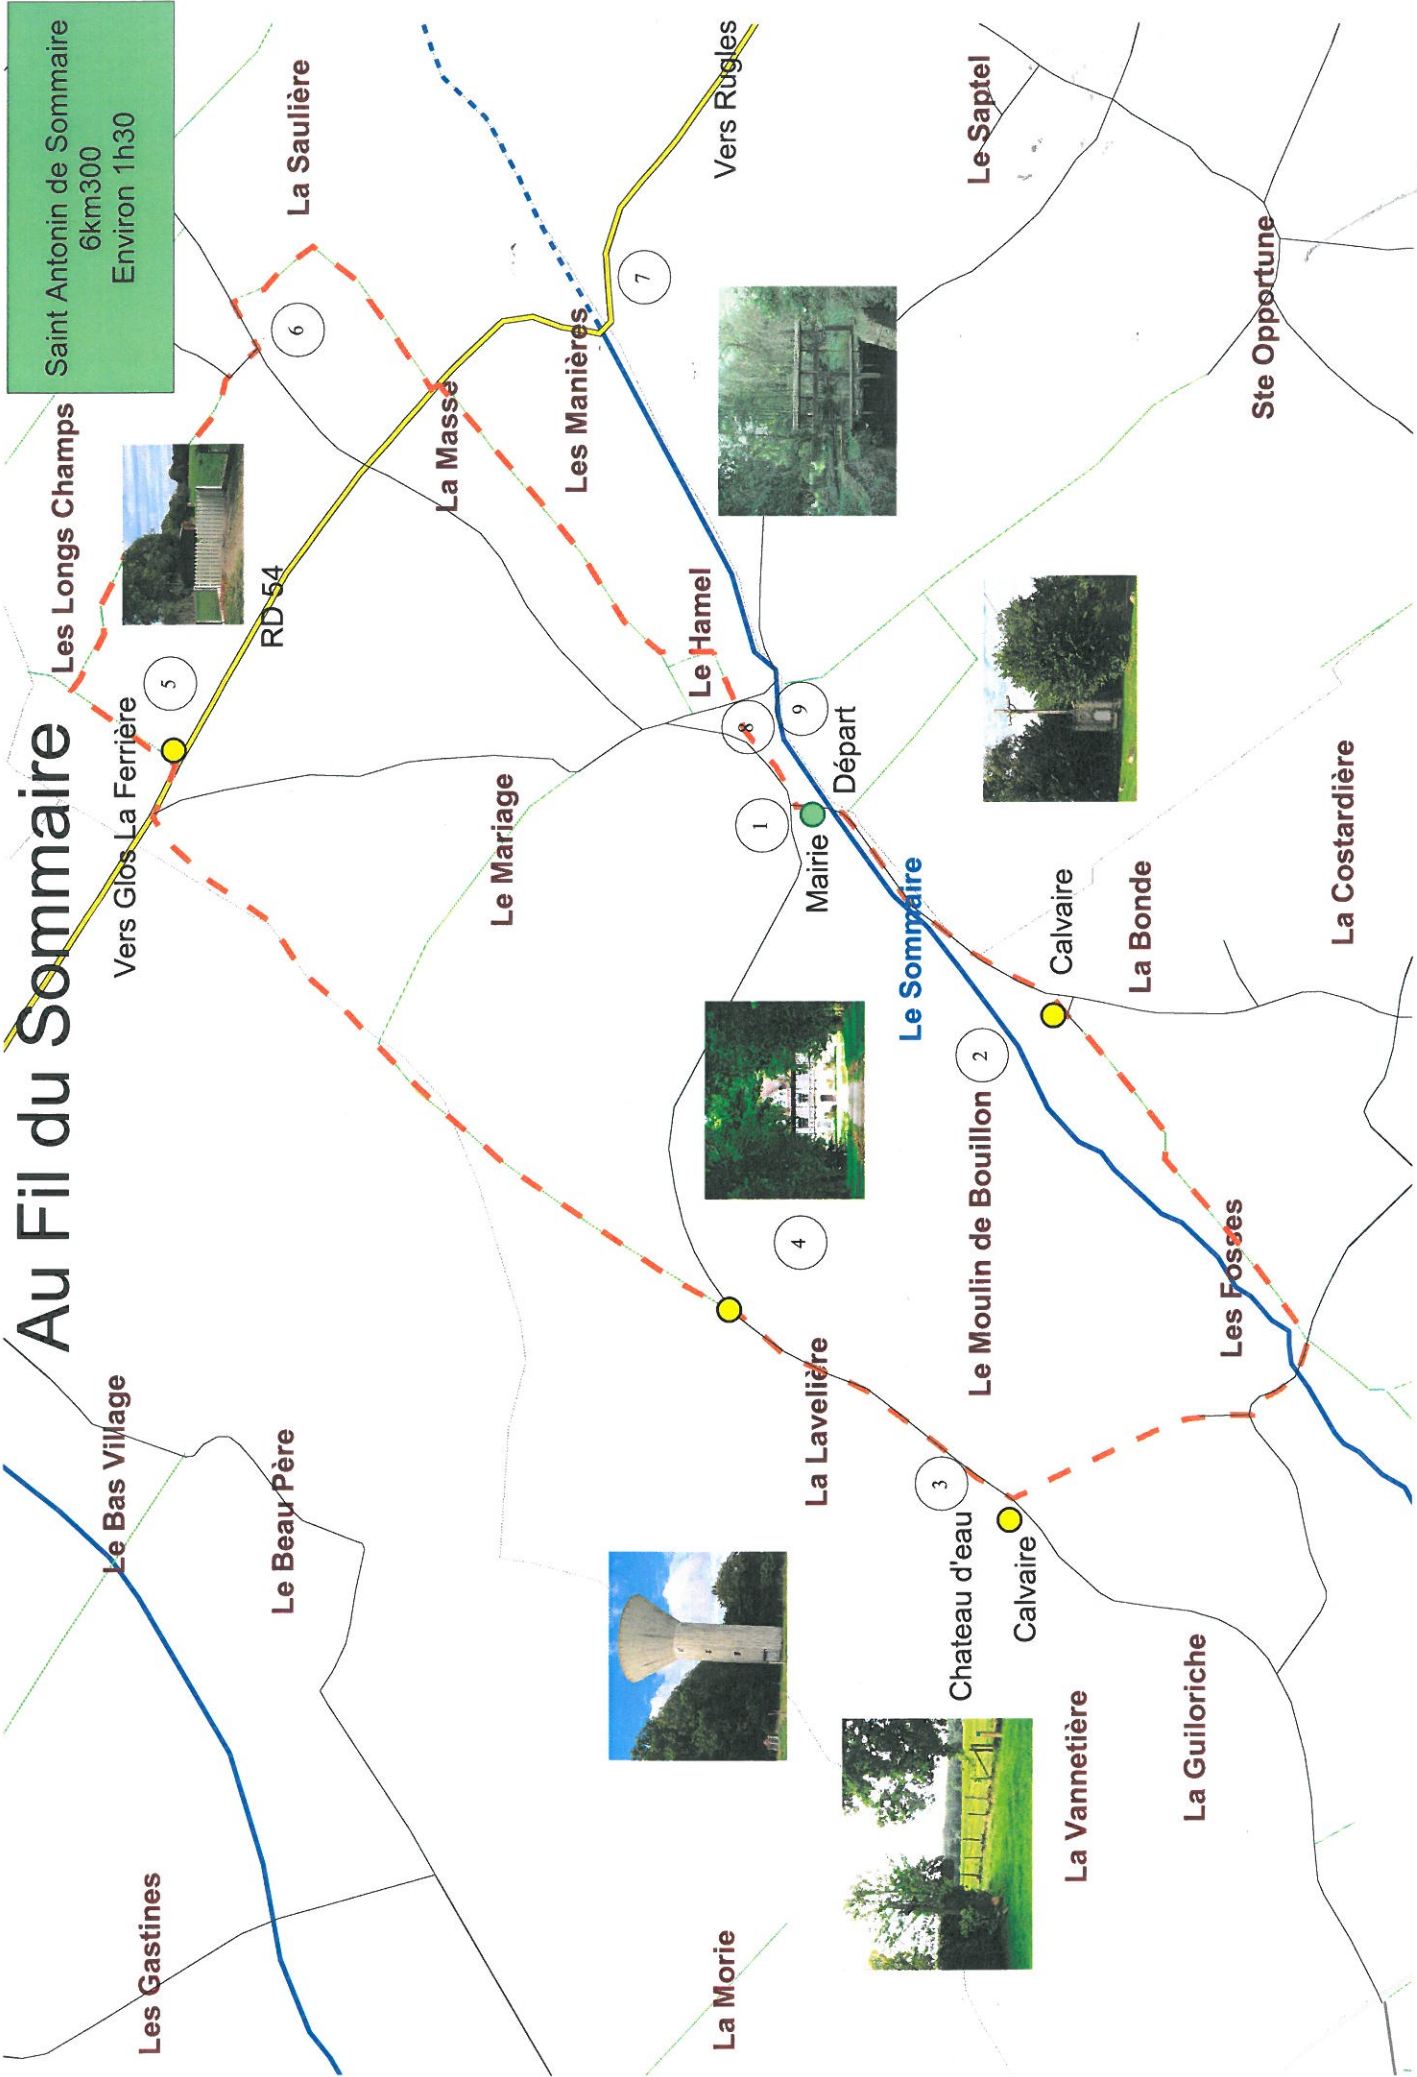 Au Fil du Sommaire
Saint Antonin de Sommaire
6km300
Environ 1h30
Les Gastines
Le Bas Village
Le Beau Père
Vers Glos La Ferrière
Les Longs Champs
5
RD 54
6
La Saulière
La Masse
Les Manières
7
Vers Rugles
Le Mariage
Le Hamel
8
9
1
Mairie
Départ
Le Sommaire
4
La Lavelière
Le Moulin de Bouillon
2
Calvaire
La Bonde
La Costardière
Le Saptel
Ste Opportune
Les Fosses
3
Chateau d'eau
Calvaire
La Morie
La Vannetière
La Guiloriche